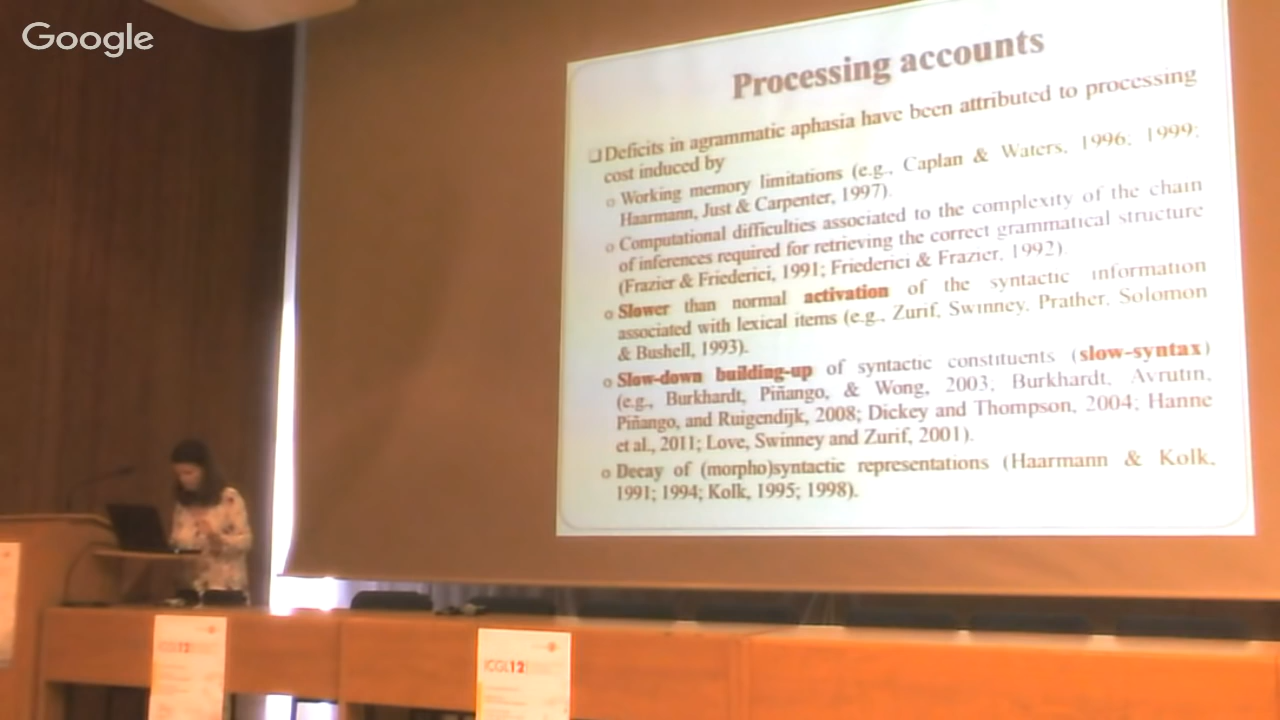 Google
Processing accounts
❑ Deficits in agrammatic aphasia have been attributed to processing
cost induced by
o Working memory limitations (e.g., Caplan & Waters, 1996; 1999;
Haarmann, Just & Carpenter, 1997).
o Computational difficulties associated to the complexity of the chain
of inferences required for retrieving the correct grammatical structure
(Frazier & Friederici, 1991; Friederici & Frazier, 1992).
o Slower than normal activation of the syntactic information
associated with lexical items (e.g., Zurif, Swinney, Prather, Solomon
& Bushell, 1993).
o Slow-down building-up of syntactic constituents (slow-syntax)
(e.g., Burkhardt, Piñango, & Wong, 2003; Burkhardt, Avrutin,
Piñango, and Ruigendijk, 2008; Dickey and Thompson, 2004; Hanne
et al., 2011; Love, Swinney and Zurif, 2001).
o Decay of (morpho)syntactic representations (Haarmann & Kolk,
1991; 1994; Kolk, 1995; 1998).
ICGL12
ICGL12